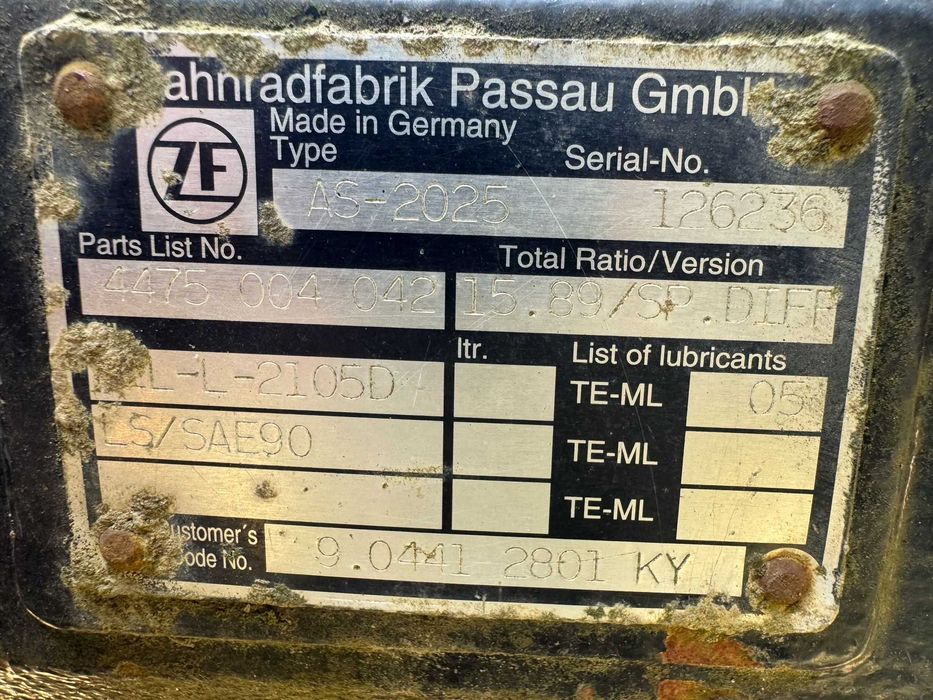 ahnradfabrik Passau GmbH
ZF
Made in Germany
Type Serial-No.
AS-2025 126236
Parts List No. Total Ratio/Version
4475 004 042 15.89/SP.DIFF
ltr. List of lubricants
IL-L-2105D TE-ML 05
LS/SAE90 TE-ML
TE-ML
ustomer's
ode No. 9 0441 2801 KY